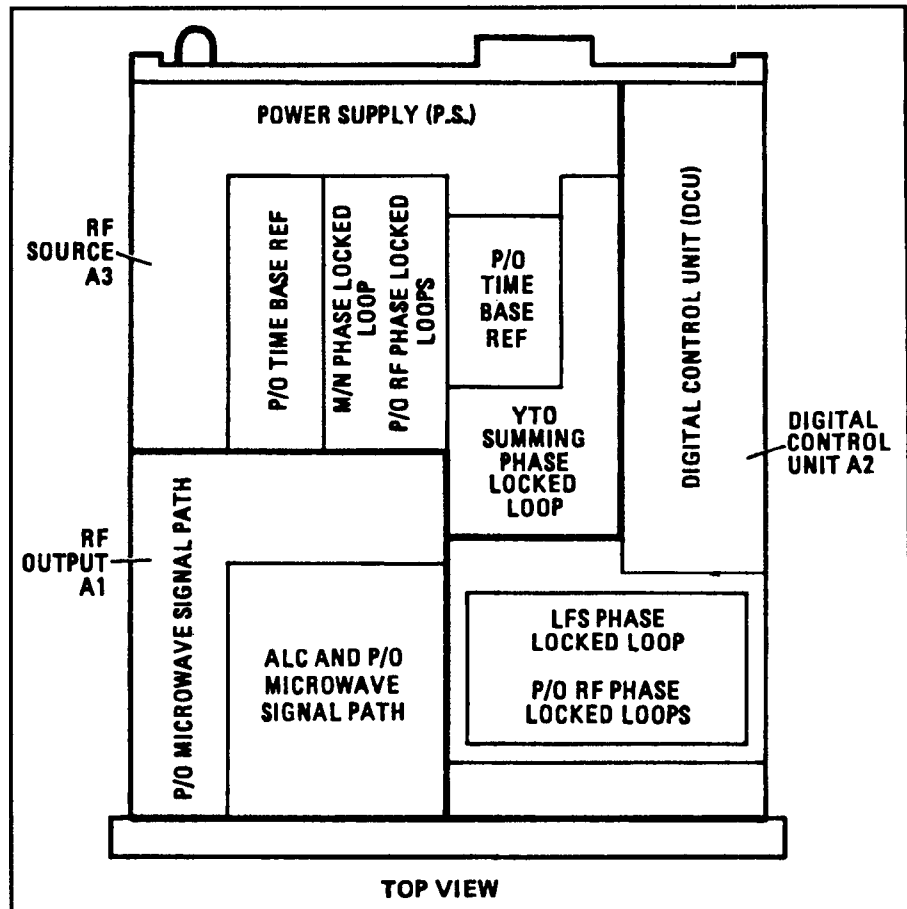 POWER SUPPLY (P.S.)
RF
SOURCE
A3
P/O TIME BASE REF
M/N PHASE LOCKED
LOOP
P/O RF PHASE LOCKED
LOOPS
P/O
TIME
BASE
REF
DIGITAL CONTROL UNIT (DCU)
YTO
SUMMING
PHASE
LOCKED
LOOP
DIGITAL
CONTROL
UNIT A2
RF
OUTPUT
A1
P/O MICROWAVE SIGNAL PATH
ALC AND P/O
MICROWAVE
SIGNAL PATH
LFS PHASE
LOCKED LOOP
P/O RF PHASE
LOCKED LOOPS
TOP VIEW